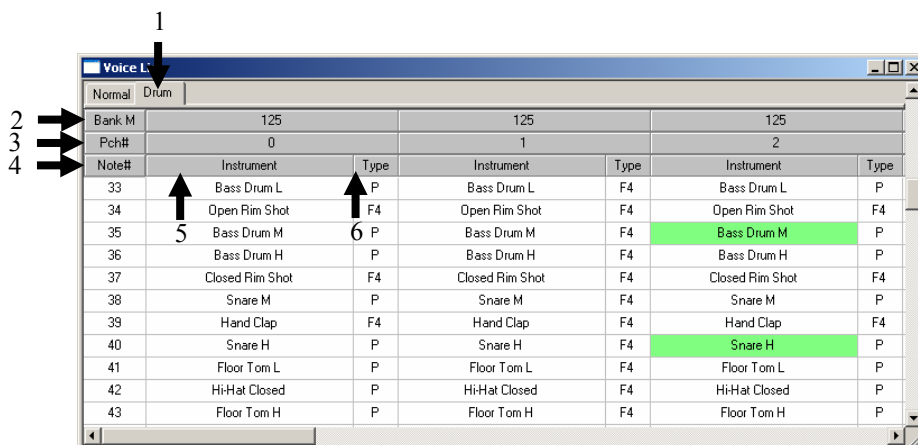 1
Voice Li
Normal Drum
2 Bank M 125 125 125
3 Pch# 0 1 2
4 Note# Instrument Type Instrument Type Instrument Type
33 Bass Drum L P Bass Drum L F4 Bass Drum L P
34 Open Rim Shot F4 Open Rim Shot F4 Open Rim Shot F4
35 5 Bass Drum M 6 P Bass Drum M F4 Bass Drum M P
36 Bass Drum H P Bass Drum H F4 Bass Drum H P
37 Closed Rim Shot F4 Closed Rim Shot F4 Closed Rim Shot F4
38 Snare M P Snare M F4 Snare M P
39 Hand Clap F4 Hand Clap F4 Hand Clap F4
40 Snare H P Snare H F4 Snare H P
41 Floor Tom L P Floor Tom L F4 Floor Tom L P
42 Hi-Hat Closed P Hi-Hat Closed F4 Hi-Hat Closed P
43 Floor Tom H P Floor Tom H F4 Floor Tom H P